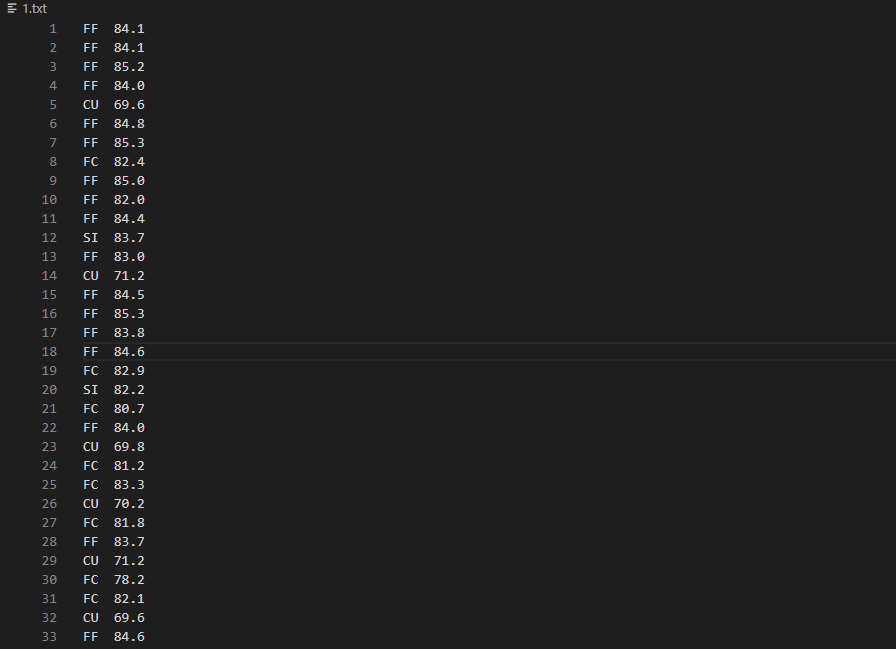 1.txt
1 FF 84.1
2 FF 84.1
3 FF 85.2
4 FF 84.0
5 CU 69.6
6 FF 84.8
7 FF 85.3
8 FC 82.4
9 FF 85.0
10 FF 82.0
11 FF 84.4
12 SI 83.7
13 FF 83.0
14 CU 71.2
15 FF 84.5
16 FF 85.3
17 FF 83.8
18 FF 84.6
19 FC 82.9
20 SI 82.2
21 FC 80.7
22 FF 84.0
23 CU 69.8
24 FC 81.2
25 FC 83.3
26 CU 70.2
27 FC 81.8
28 FF 83.7
29 CU 71.2
30 FC 78.2
31 FC 82.1
32 CU 69.6
33 FF 84.6